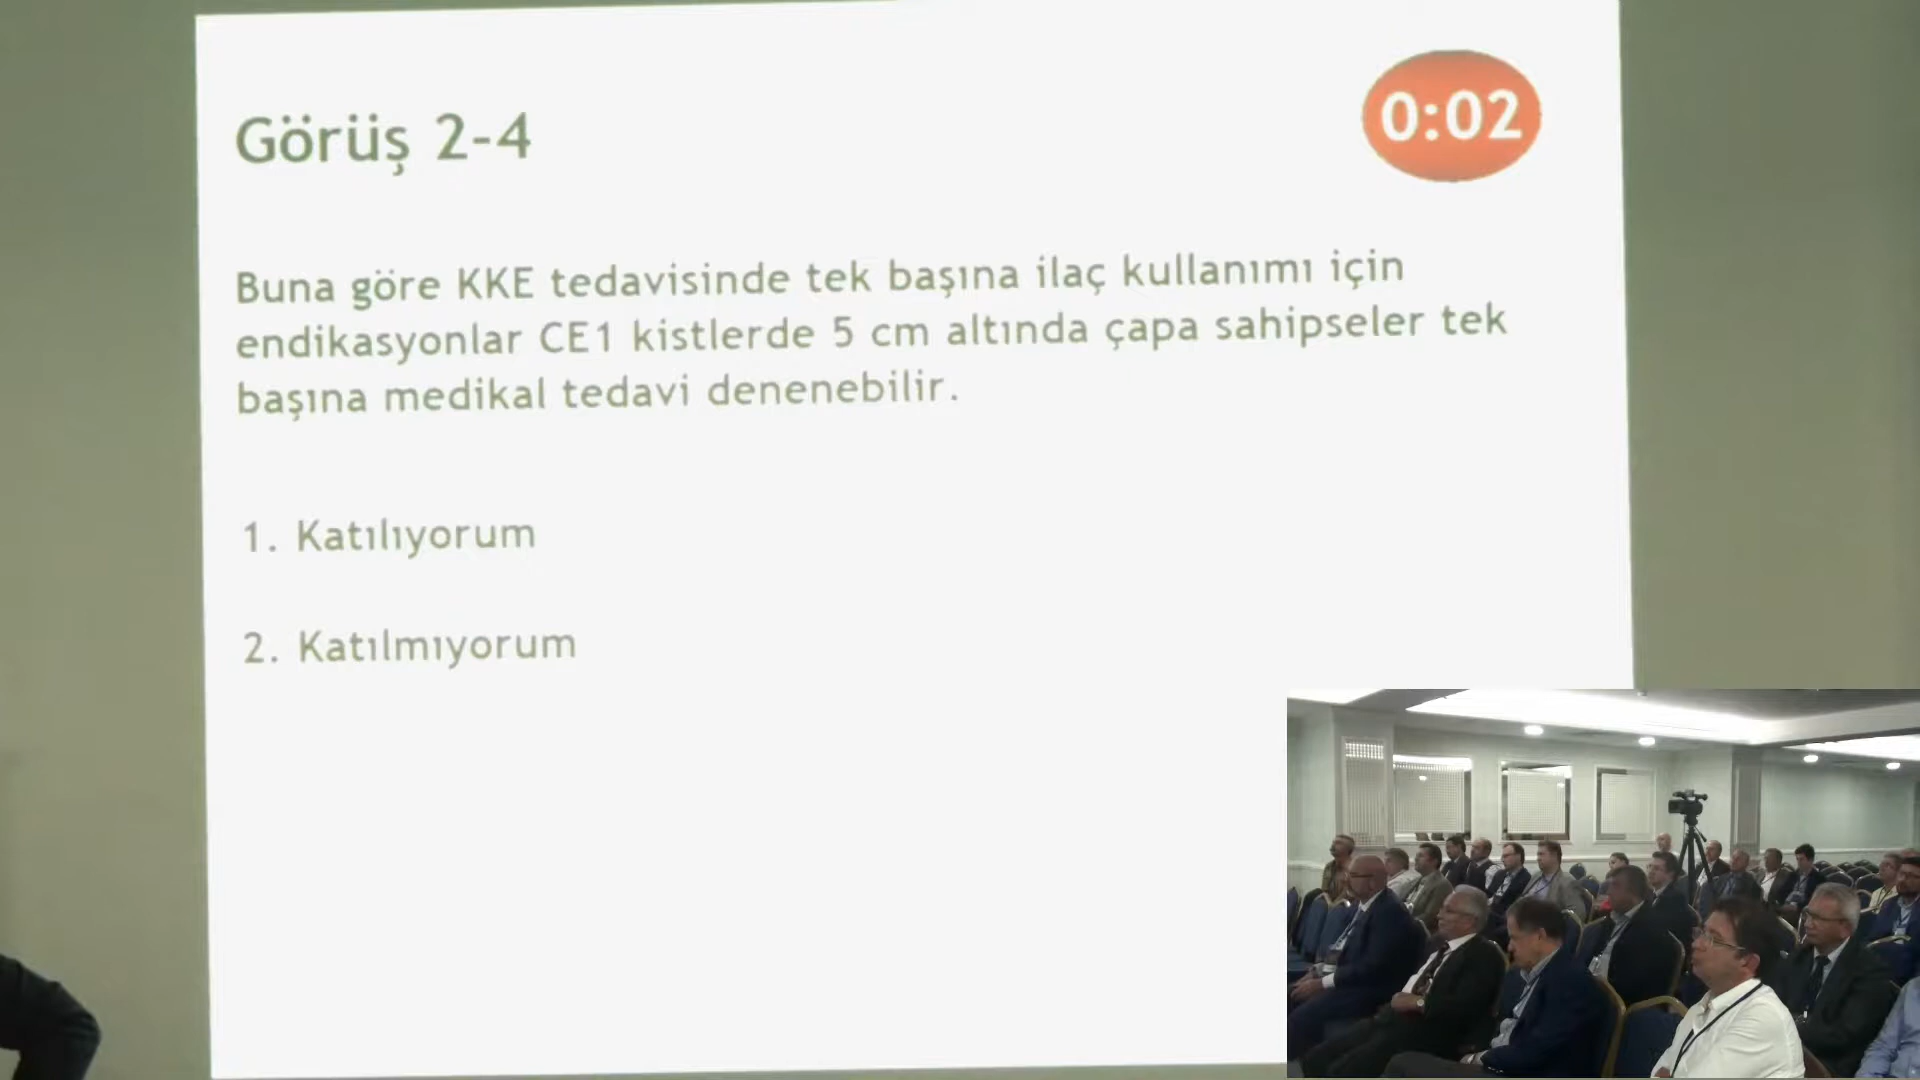 Görüş 2-4
0:02
Buna göre KKE tedavisinde tek başına ilaç kullanımı için
endikasyonlar CE1 kistlerde 5 cm altında çapa sahipseler tek
başına medikal tedavi denenebilir.
1. Katılıyorum
2. Katılmıyorum